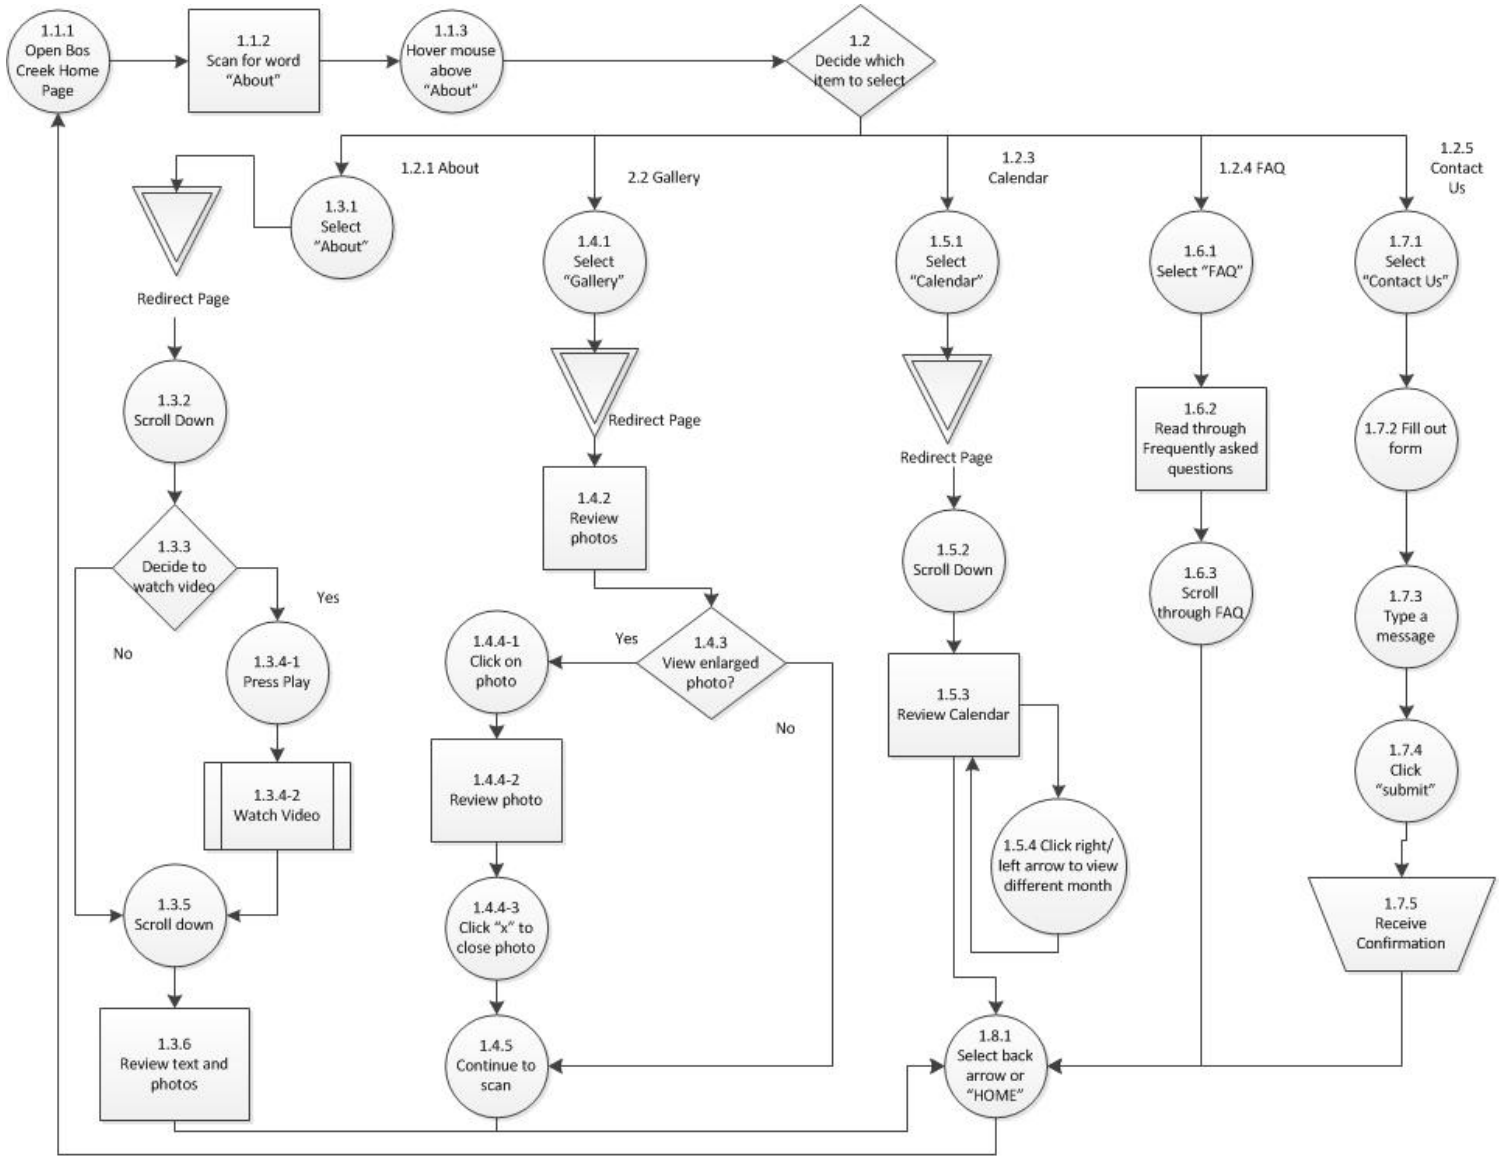 1.1.1
Open Bos
Creek Home
Page
1.1.2
Scan for word
“About”
1.1.3
Hover mouse
above
“About”
1.2
Decide which
item to select
1.2.1 About
2.2 Gallery
1.2.3
Calendar
1.2.4 FAQ
1.2.5
Contact
Us
1.3.1
Select
“About”
Redirect Page
1.3.2
Scroll Down
1.3.3
Decide to
watch video
Yes
No
1.3.4-1
Press Play
1.3.4-2
Watch Video
1.3.5
Scroll down
1.3.6
Review text and
photos
1.4.1
Select
“Gallery”
Redirect Page
1.4.2
Review
photos
1.4.3
View enlarged
photo?
Yes
No
1.4.4-1
Click on
photo
1.4.4-2
Review photo
1.4.4-3
Click “x” to
close photo
1.4.5
Continue to
scan
1.5.1
Select
“Calendar”
Redirect Page
1.5.2
Scroll Down
1.5.3
Review Calendar
1.5.4 Click right/
left arrow to view
different month
1.6.1
Select “FAQ”
1.6.2
Read through
Frequently asked
questions
1.6.3
Scroll
through FAQ
1.7.1
Select
“Contact Us”
1.7.2 Fill out
form
1.7.3
Type a
message
1.7.4
Click
“submit”
1.7.5
Receive
Confirmation
1.8.1
Select back
arrow or
“HOME”